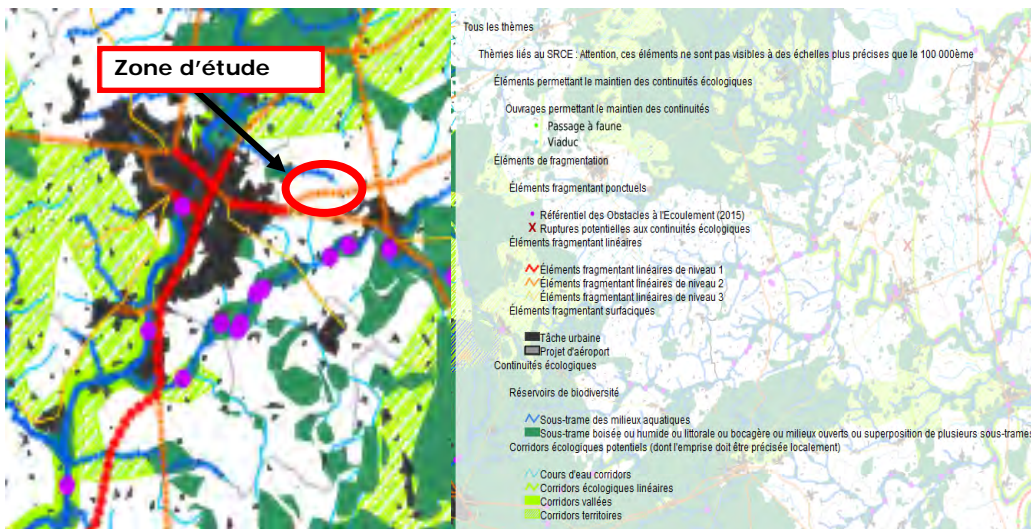 Zone d'étude
Tous les thèmes
Thèmes liés au SRCE : Attention, ces éléments ne sont pas visibles à des échelles plus précises que le 100 000ème
Éléments permettant le maintien des continuités écologiques
Ouvrages permettant le maintien des continuités
Passage à faune
Viaduc
Éléments de fragmentation
Éléments fragmentant ponctuels
Référentiel des Obstacles à l'Ecoulement (2015)
Ruptures potentielles aux continuités écologiques
Éléments fragmentant linéaires
Éléments fragmentant linéaires de niveau 1
Éléments fragmentant linéaires de niveau 2
Éléments fragmentant linéaires de niveau 3
Éléments fragmentant surfaciques
Tâche urbaine
Projet d'aéroport
Continuités écologiques
Réservoirs de biodiversité
Sous-trame des milieux aquatiques
Sous-trame boisée ou humide ou littorale ou bocagère ou milieux ouverts ou superposition de plusieurs sous-trames
Corridors écologiques potentiels (dont l'emprise doit être précisée localement)
Cours d'eau corridors
Corridors écologiques linéaires
Corridors vallées
Corridors territoires